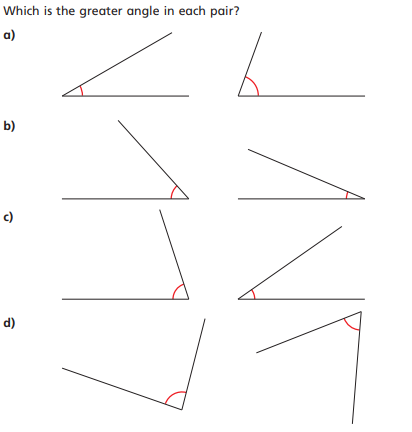 Which is the greater angle in each pair?
a)
b)
c)
d)